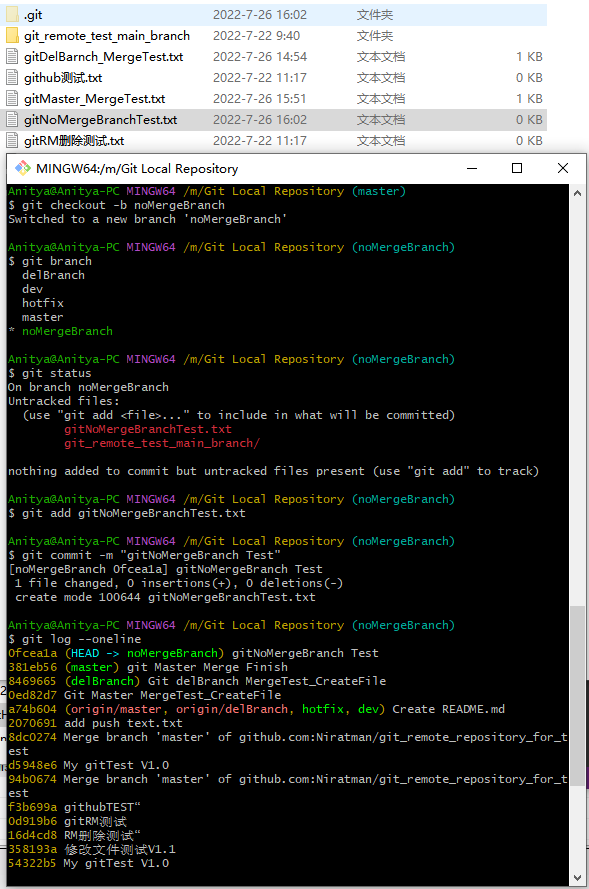 .git 2022-7-26 16:02 文件夹
git_remote_test_main_branch 2022-7-22 9:40 文件夹
gitDelBarnch_MergeTest.txt 2022-7-26 14:54 文本文档 1 KB
github测试.txt 2022-7-22 11:17 文本文档 0 KB
gitMaster_MergeTest.txt 2022-7-26 15:51 文本文档 1 KB
gitNoMergeBranchTest.txt 2022-7-26 16:02 文本文档 0 KB
gitRM删除测试.txt 2022-7-22 11:17 文本文档 0 KB
MINGW64:/m/Git Local Repository
Anitya@Anitya-PC MINGW64 /m/Git Local Repository (master)
$ git checkout -b noMergeBranch
Switched to a new branch 'noMergeBranch'
Anitya@Anitya-PC MINGW64 /m/Git Local Repository (noMergeBranch)
$ git branch
delBranch
dev
hotfix
master
* noMergeBranch
Anitya@Anitya-PC MINGW64 /m/Git Local Repository (noMergeBranch)
$ git status
On branch noMergeBranch
Untracked files:
(use "git add <file>..." to include in what will be committed)
gitNoMergeBranchTest.txt
git_remote_test_main_branch/
nothing added to commit but untracked files present (use "git add" to track)
Anitya@Anitya-PC MINGW64 /m/Git Local Repository (noMergeBranch)
$ git add gitNoMergeBranchTest.txt
Anitya@Anitya-PC MINGW64 /m/Git Local Repository (noMergeBranch)
$ git commit -m "gitNoMergeBranch Test"
[noMergeBranch 0fcea1a] gitNoMergeBranch Test
1 file changed, 0 insertions(+), 0 deletions(-)
create mode 100644 gitNoMergeBranchTest.txt
Anitya@Anitya-PC MINGW64 /m/Git Local Repository (noMergeBranch)
$ git log --oneline
0fcea1a (HEAD -> noMergeBranch) gitNoMergeBranch Test
381eb56 (master) git Master Merge Finish
8469665 (delBranch) Git delBranch MergeTest_CreateFile
0ed82d7 Git Master MergeTest_CreateFile
a74b604 (origin/master, origin/delBranch, hotfix, dev) Create README.md
2070691 add push text.txt
8dc0274 Merge branch 'master' of github.com:Niratman/git_remote_repository_for_t
est
d5948e6 My gitTest V1.0
94b0674 Merge branch 'master' of github.com:Niratman/git_remote_repository_for_t
est
f3b699a githubTEST“
0d919b6 gitRM测试
16d4cd8 RM删除测试“
358193a 修改文件测试V1.1
54322b5 My gitTest V1.0